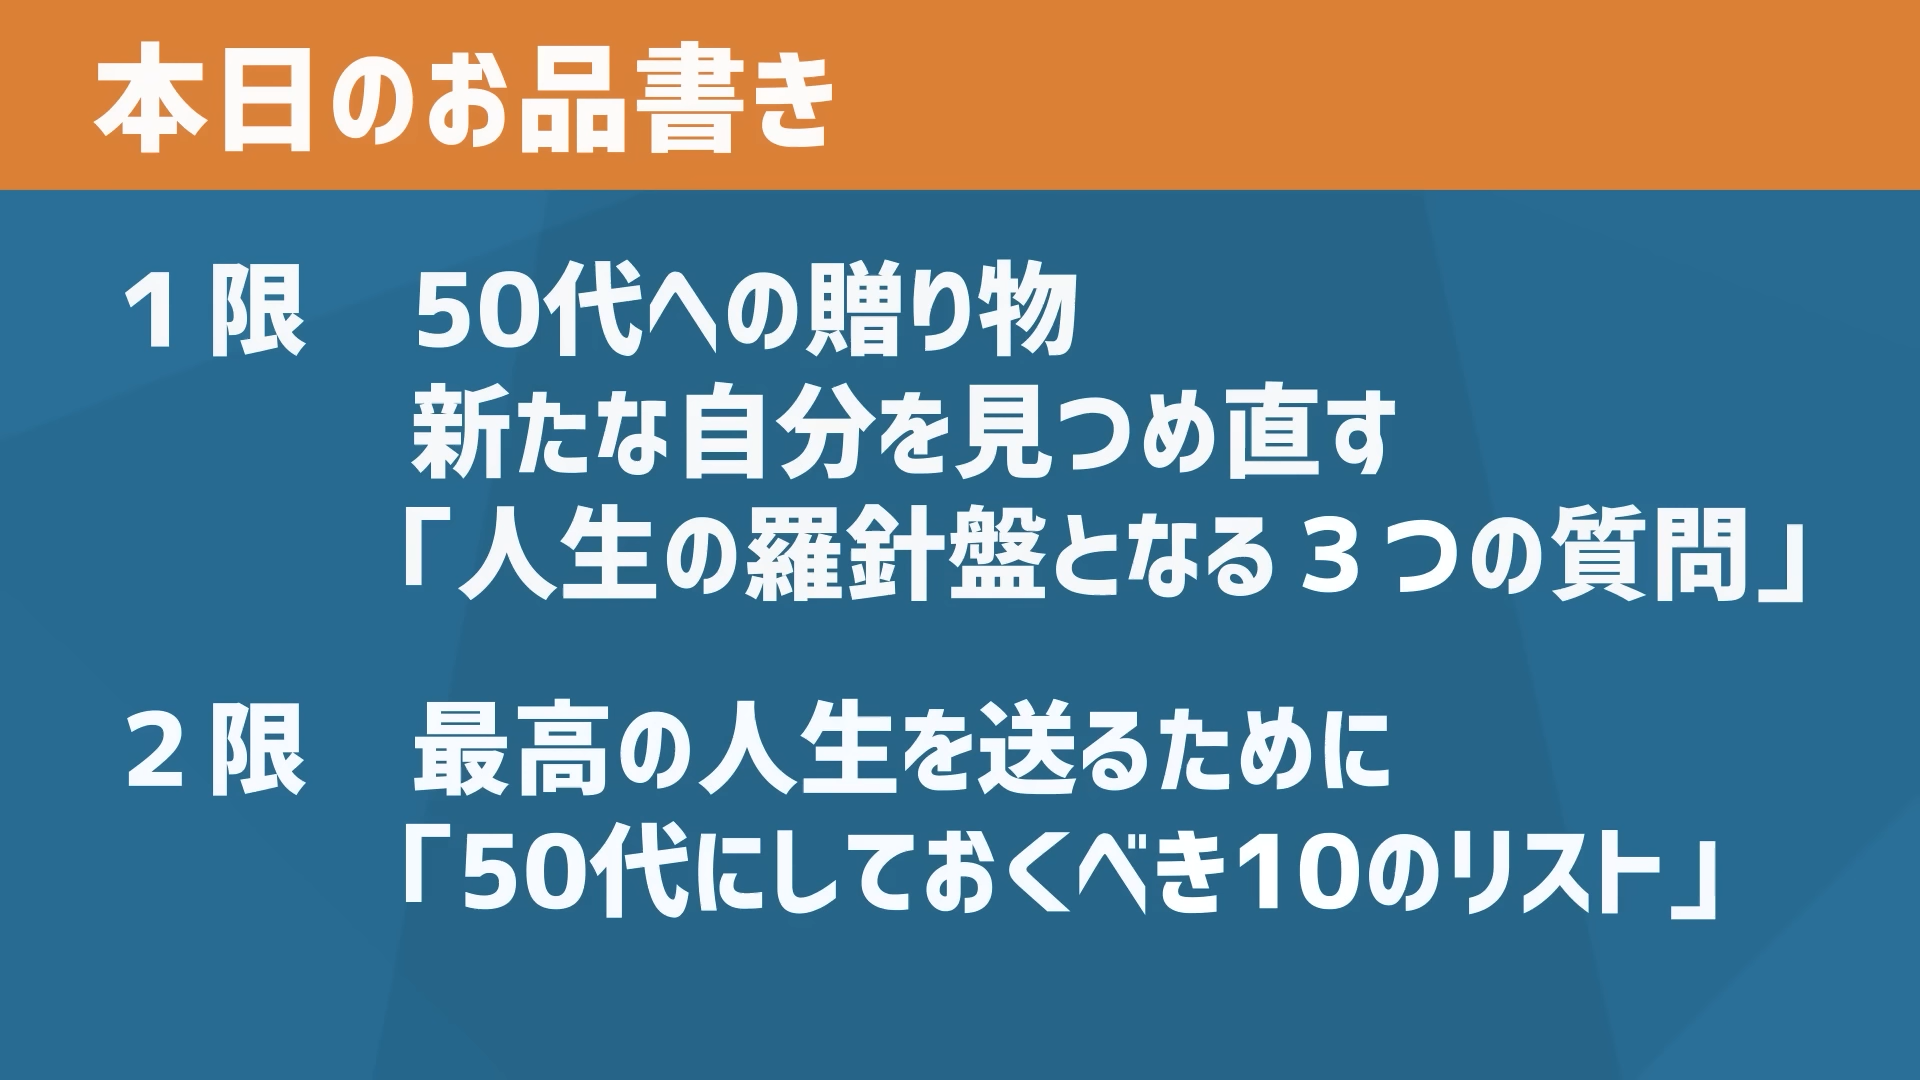 本日のお品書き
１限　50代への贈り物
新たな自分を見つめ直す
「人生の羅針盤となる３つの質問」
２限　最高の人生を送るために
「50代にしておくべき10のリスト」